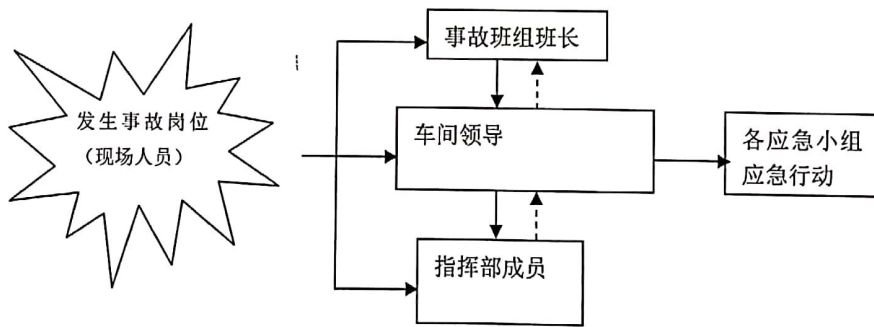 事故班组班长
发生事故岗位
（现场人员）
车间领导
各应急小组
应急行动
指挥部成员